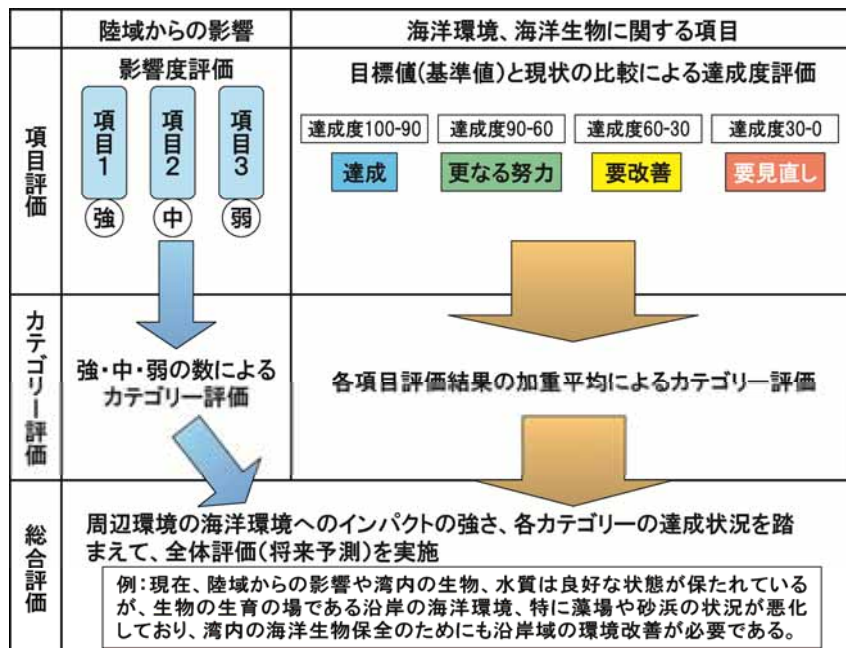 陸域からの影響
海洋環境、海洋生物に関する項目
項目評価
影響度評価
項目1
項目2
項目3
強
中
弱
目標値(基準値)と現状の比較による達成度評価
達成度100-90
達成度90-60
達成度60-30
達成度30-0
達成
更なる努力
要改善
要見直し
カテゴリー評価
強・中・弱の数による
カテゴリー評価
各項目評価結果の加重平均によるカテゴリー評価
総合評価
周辺環境の海洋環境へのインパクトの強さ、各カテゴリーの達成状況を踏
まえて、全体評価(将来予測)を実施
例:現在、陸域からの影響や湾内の生物、水質は良好な状態が保たれている
が、生物の生育の場である沿岸の海洋環境、特に藻場や砂浜の状況が悪化
しており、湾内の海洋生物保全のためにも沿岸域の環境改善が必要である。